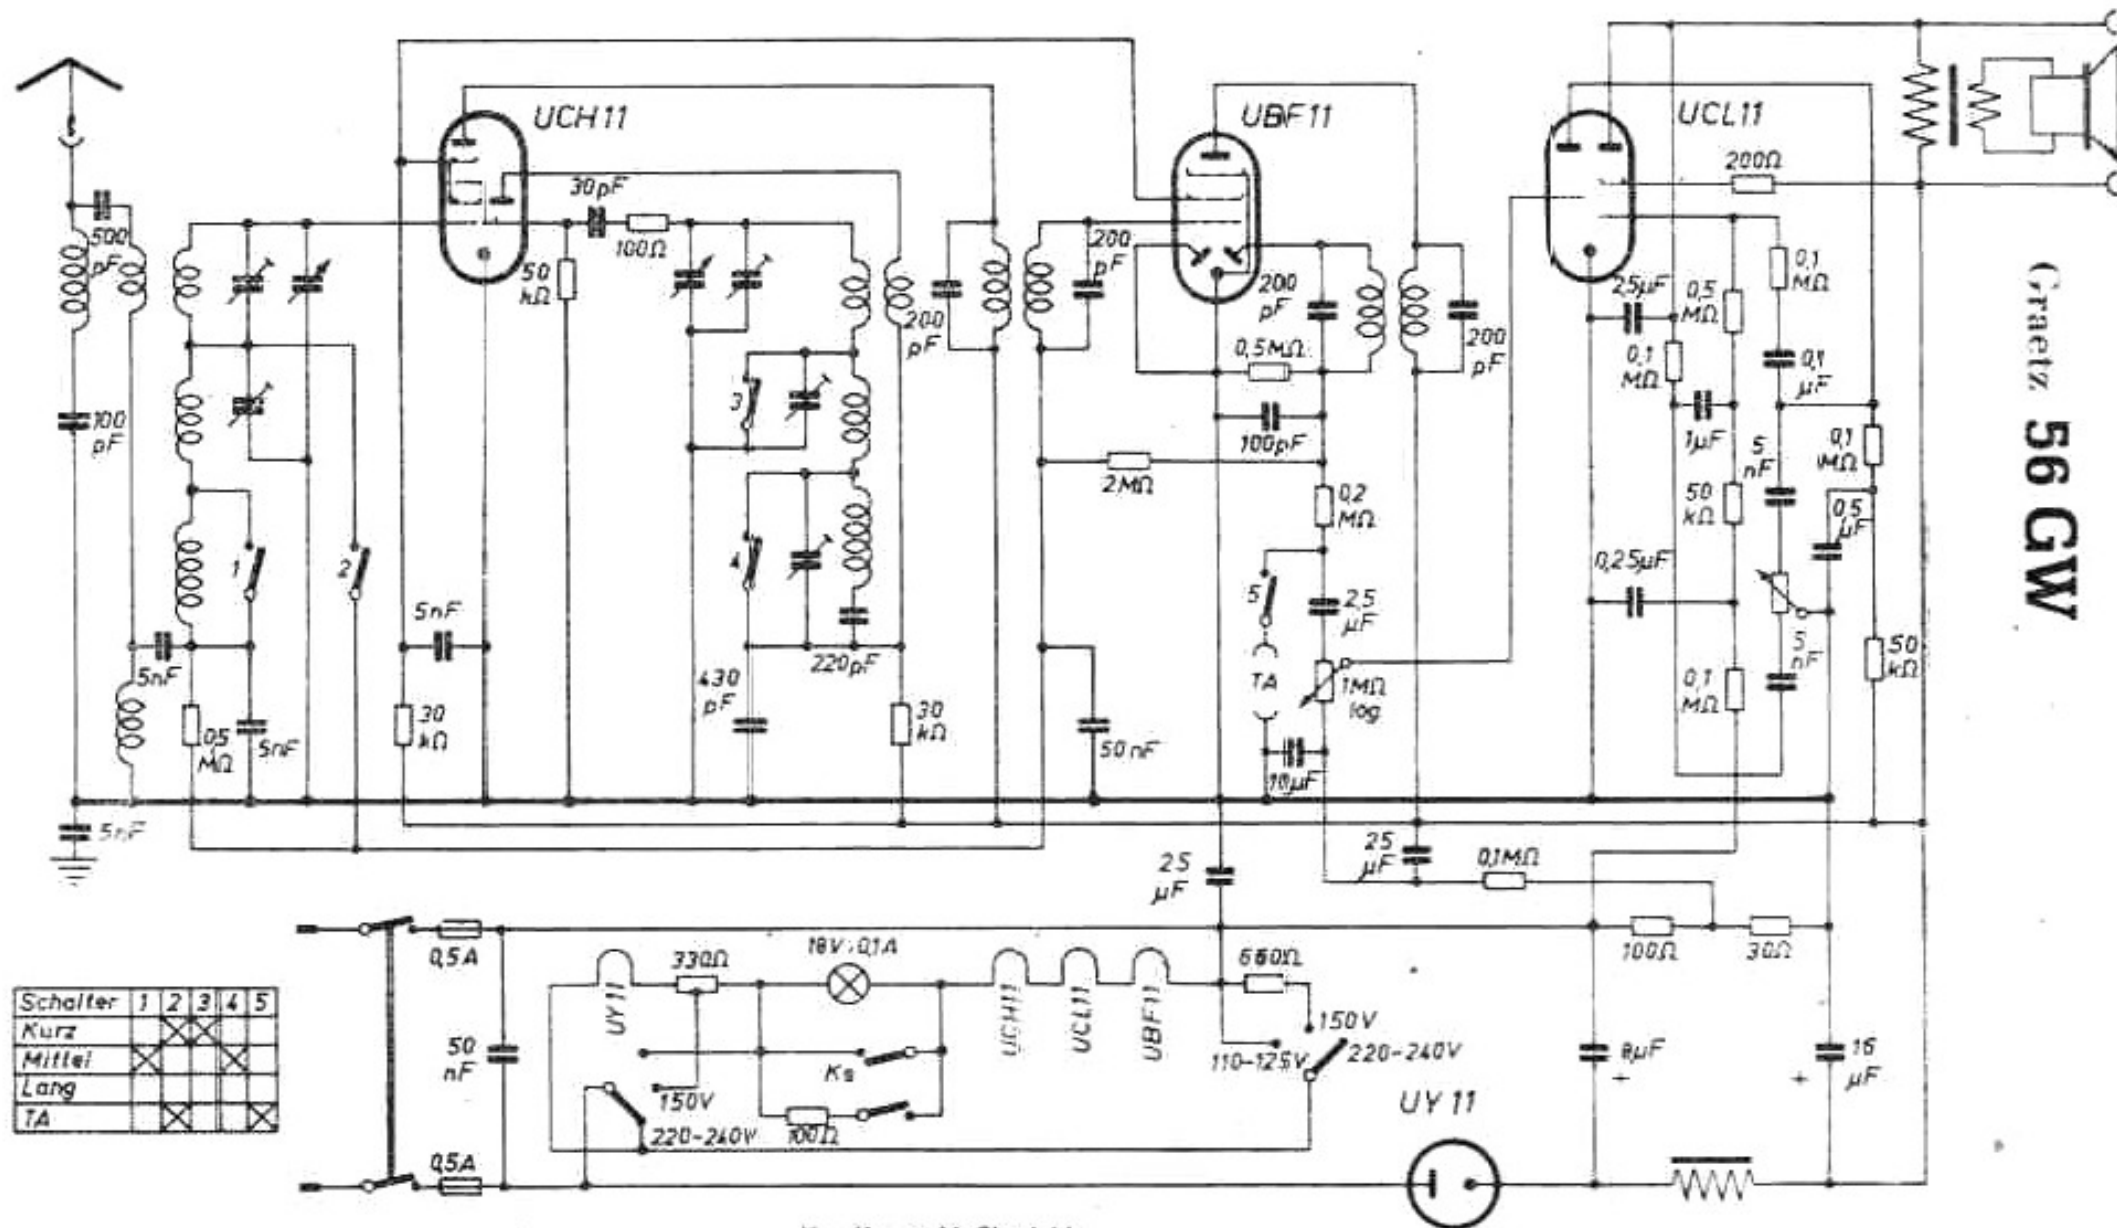 UCH11
UBF11
UCL11
200Ω
30pF
500
pF
100Ω
50
kΩ
200
pF
200
pF
200
pF
200
pF
0,5MΩ
100pF
2MΩ
25µF
0,5
MΩ
0,1
MΩ
0,1
MΩ
0,1
µF
1µF
5
nF
0,1
MΩ
50
kΩ
0,5
µF
0,25µF
5
nF
50
kΩ
0,1
MΩ
Graetz 56 GW
100
pF
1
2
3
4
5
0,2
MΩ
2,5
µF
TA
1MΩ
log
10µF
5nF
5nF
0,5
MΩ
5nF
30
kΩ
430
pF
220pF
30
kΩ
50nF
5nF
25
µF
25
µF
0,1MΩ
100Ω
30Ω
0,5A
18V;0,1A
330Ω
660Ω
UY11
UCH11
UCL11
UBF11
150V
110-125V
220-240V
50
nF
Ks
150V
220-240V
100Ω
0,5A
UY11
8µF
+
+
16
µF
Schalter 1 2 3 4 5
Kurz
Mittel
Lang
TA